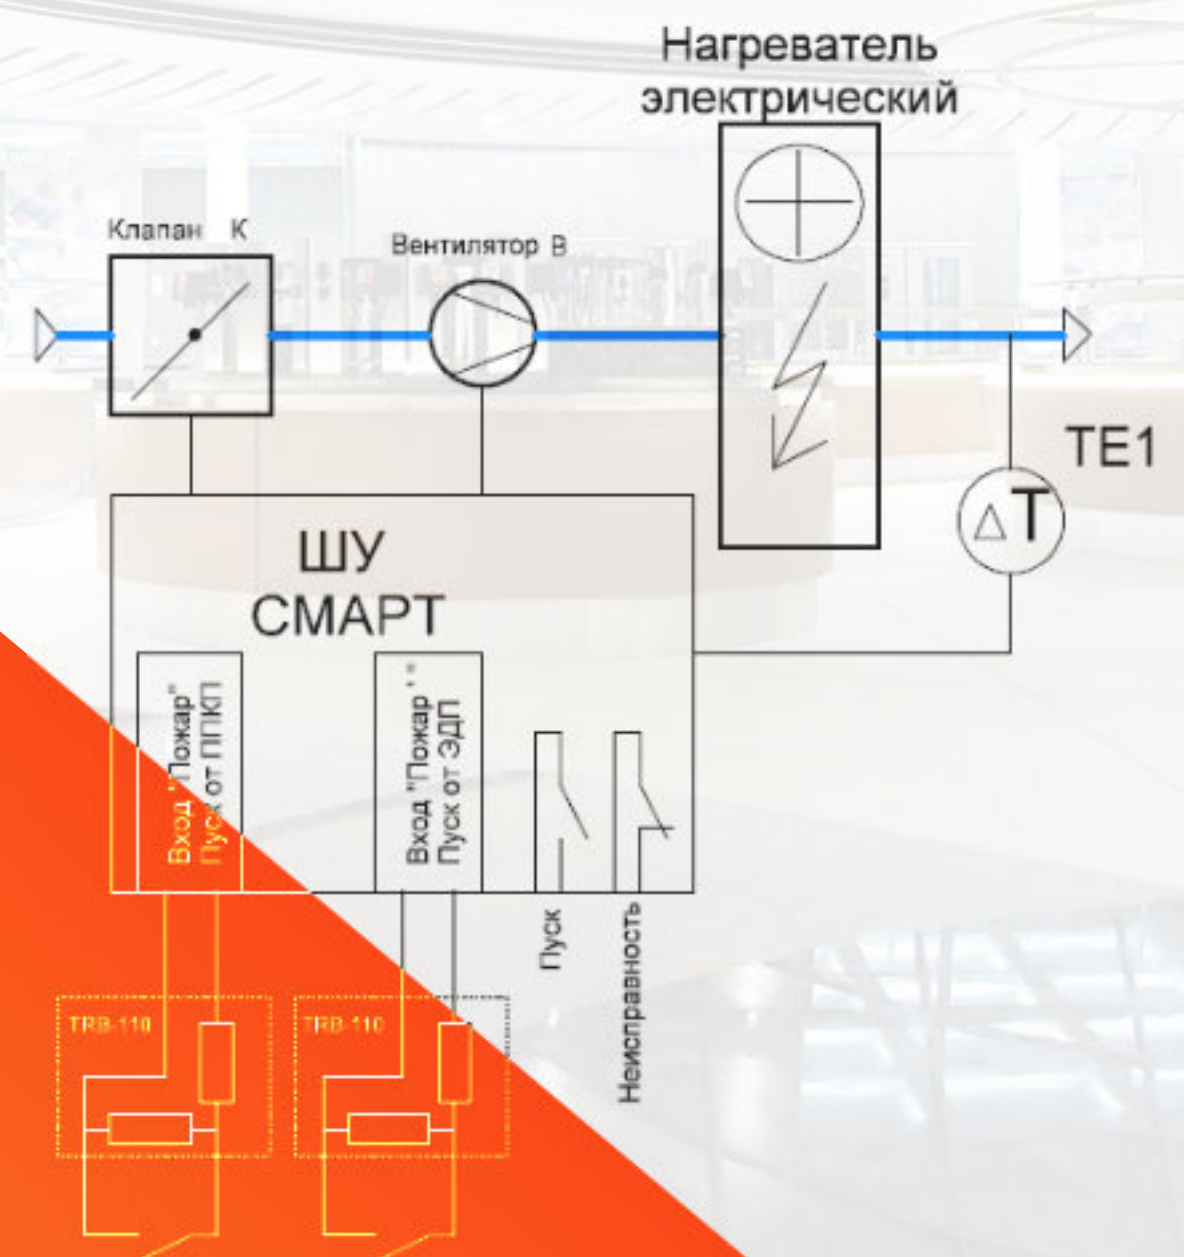 Нагреватель
электрический
Клапан К
Вентилятор В
ТЕ1
△Т
ШУ
СМАРТ
Вход "Пожар"
Пуск от ППКП
Вход "Пожар ' "
Пуск от ЭДП
Пуск
Неисправность
TRB-110
TRB-110